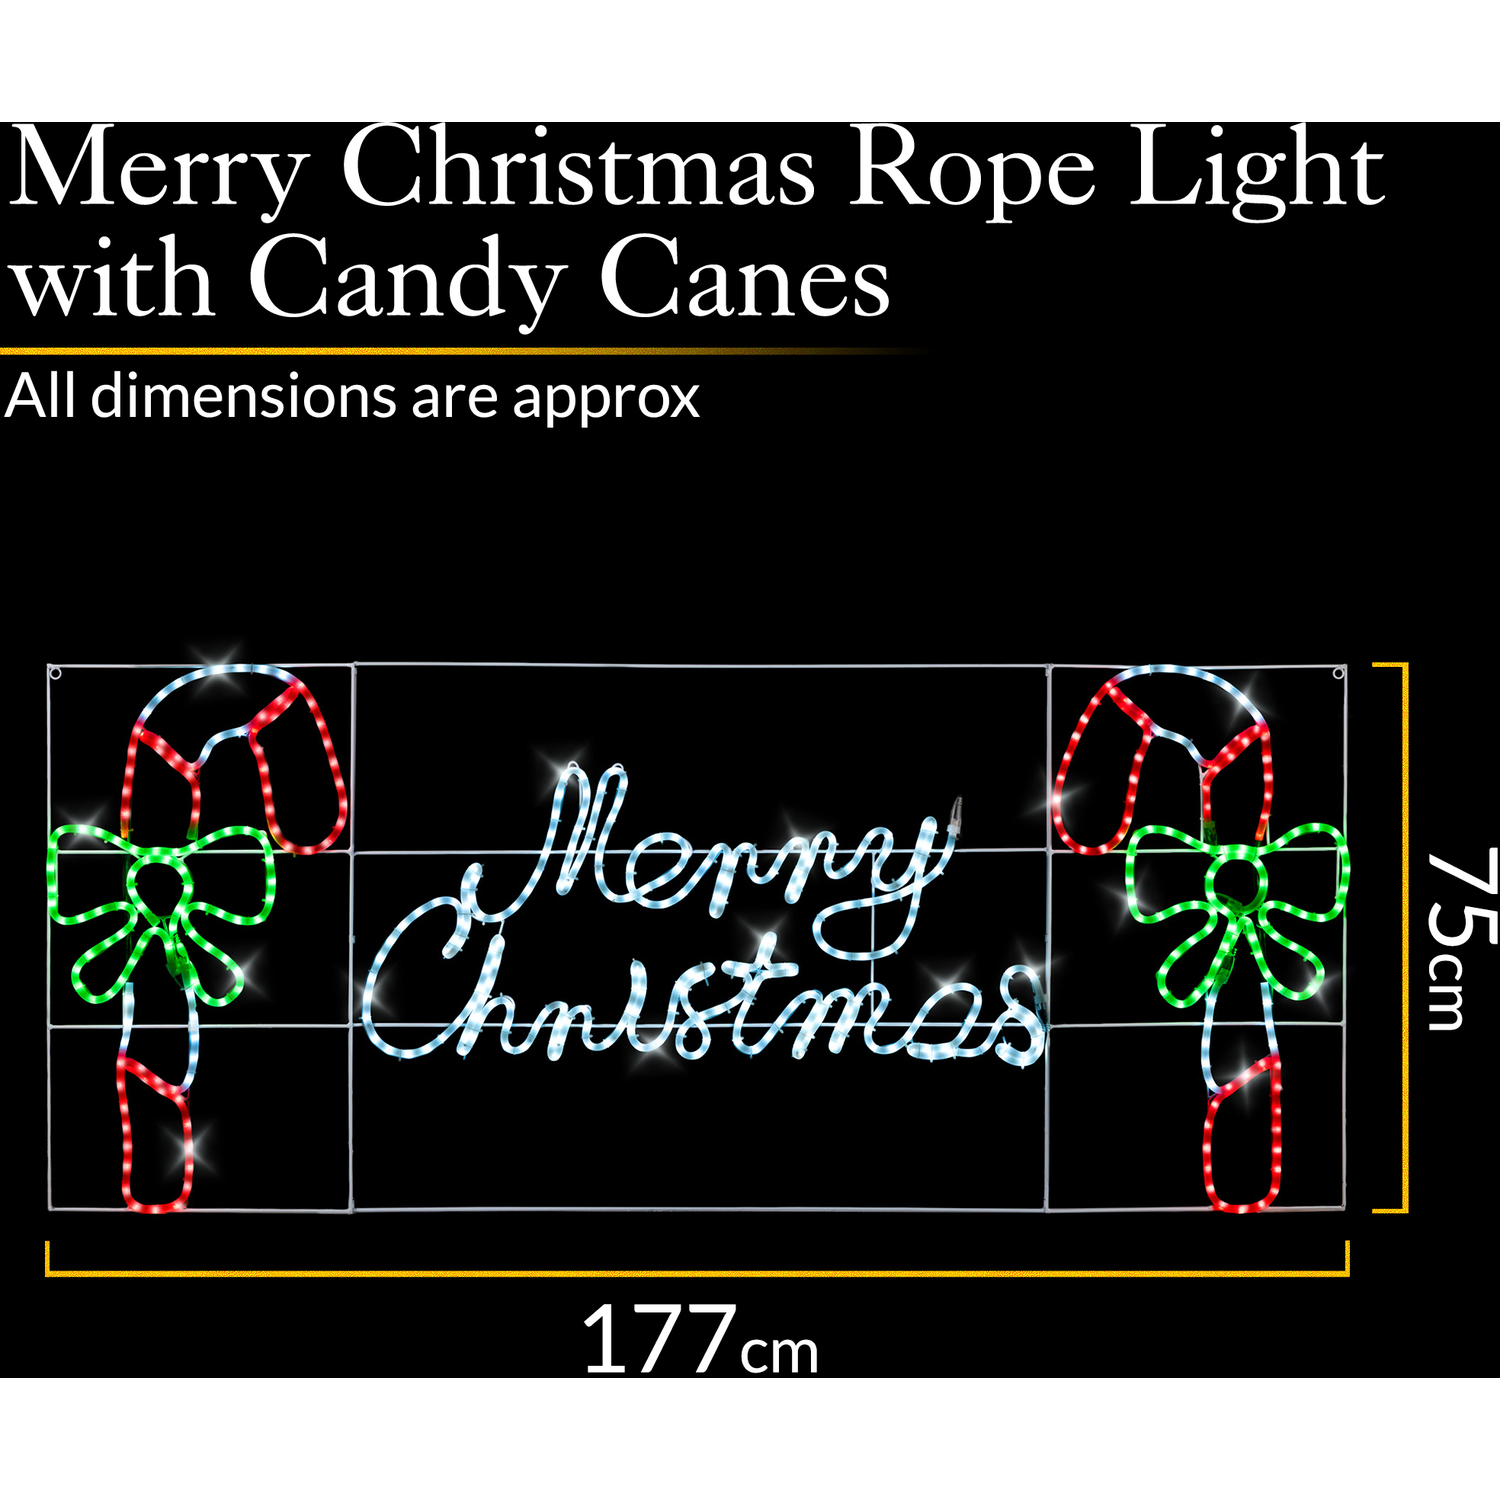 Merry Christmas Rope Light
with Candy Canes
All dimensions are approx
Merry
Christmas
75cm
177cm